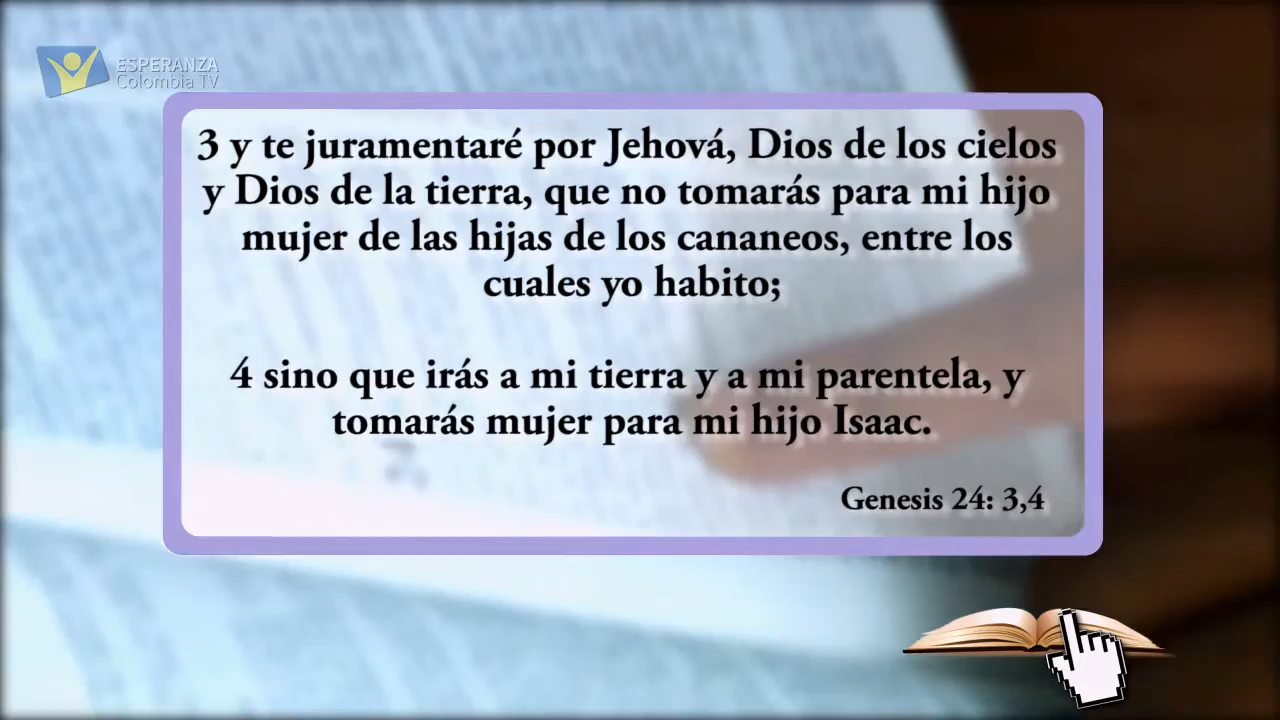 ESPERANZA
Colombia TV
3 y te juramentaré por Jehová, Dios de los cielos
y Dios de la tierra, que no tomarás para mi hijo
mujer de las hijas de los cananeos, entre los
cuales yo habito;
4 sino que irás a mi tierra y a mi parentela, y
tomarás mujer para mi hijo Isaac.
Genesis 24: 3,4